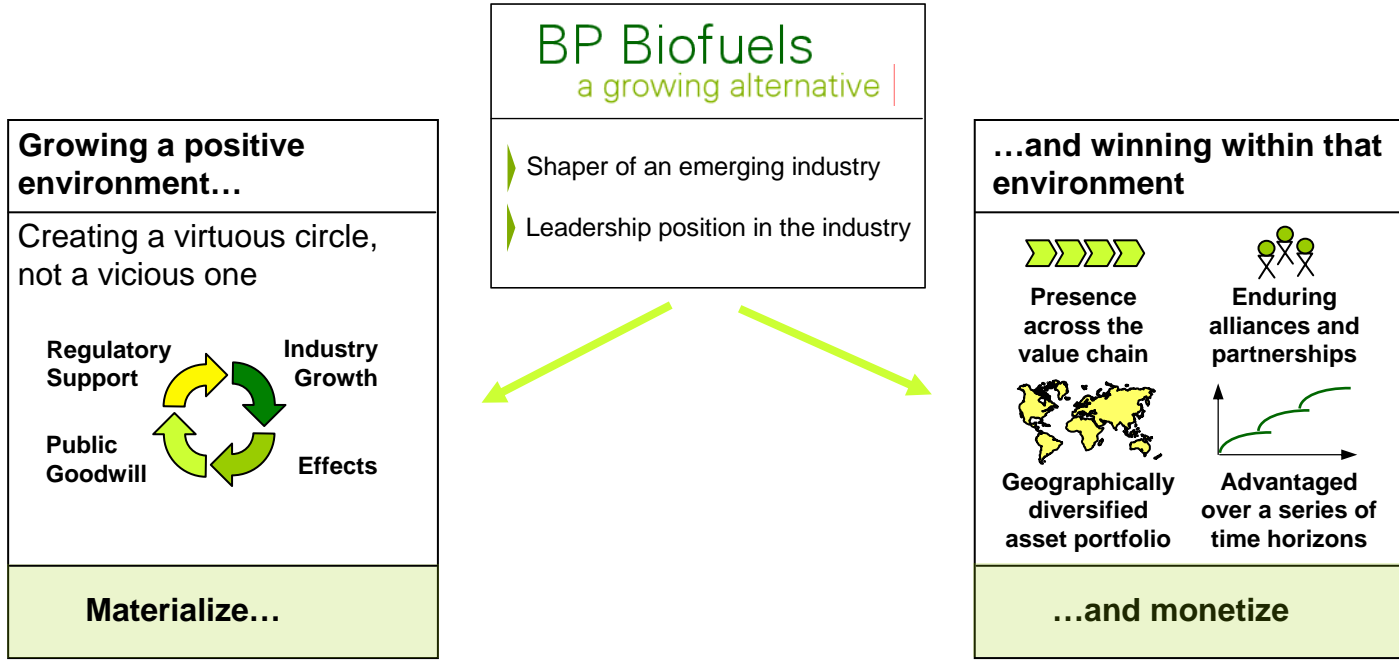 BP Biofuels
a growing alternative
Shaper of an emerging industry
Leadership position in the industry
Growing a positive
environment…
Creating a virtuous circle,
not a vicious one
Regulatory
Support
Industry
Growth
Public
Goodwill
Effects
Materialize…
…and winning within that
environment
Presence
across the
value chain
Enduring
alliances and
partnerships
Geographically
diversified
asset portfolio
Advantaged
over a series of
time horizons
…and monetize